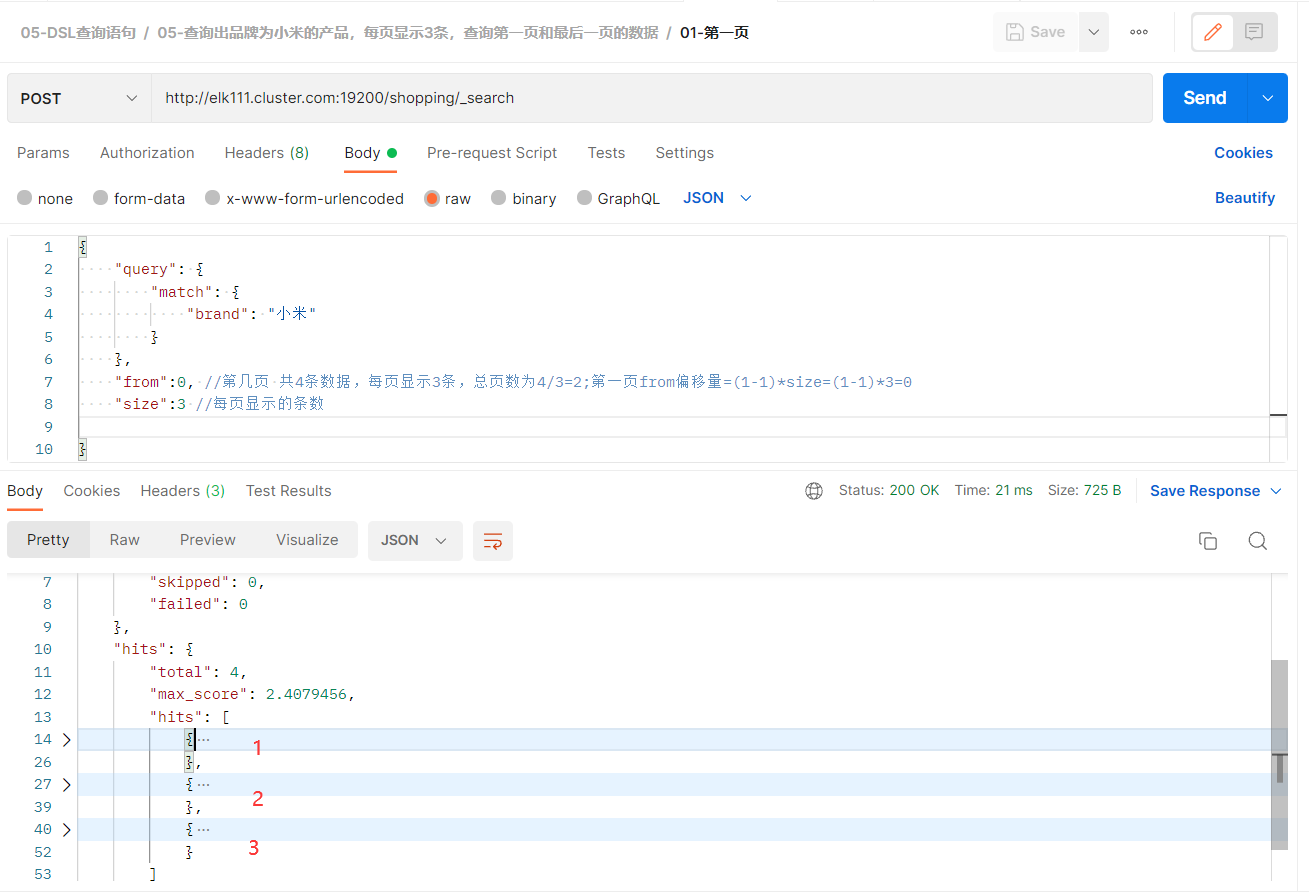 05-DSL查询语句 / 05-查询出品牌为小米的产品，每页显示3条，查询第一页和最后一页的数据 / 01-第一页
Save
POST http://elk111.cluster.com:19200/shopping/_search Send
Params Authorization Headers (8) Body Pre-request Script Tests Settings Cookies
none form-data x-www-form-urlencoded raw binary GraphQL JSON Beautify
1 {
2 "query": {
3 "match": {
4 "brand": "小米"
5 }
6 },
7 "from":0, //第几页 共4条数据，每页显示3条，总页数为4/3=2;第一页from偏移量=(1-1)*size=(1-1)*3=0
8 "size":3 //每页显示的条数
9
10 }
Body Cookies Headers (3) Test Results Status: 200 OK Time: 21 ms Size: 725 B Save Response
Pretty Raw Preview Visualize JSON
7 "skipped": 0,
8 "failed": 0
9 },
10 "hits": {
11 "total": 4,
12 "max_score": 2.4079456,
13 "hits": [
14 {··· 1
26 },
27 {··· 2
39 },
40 {··· 3
52 }
53 ]